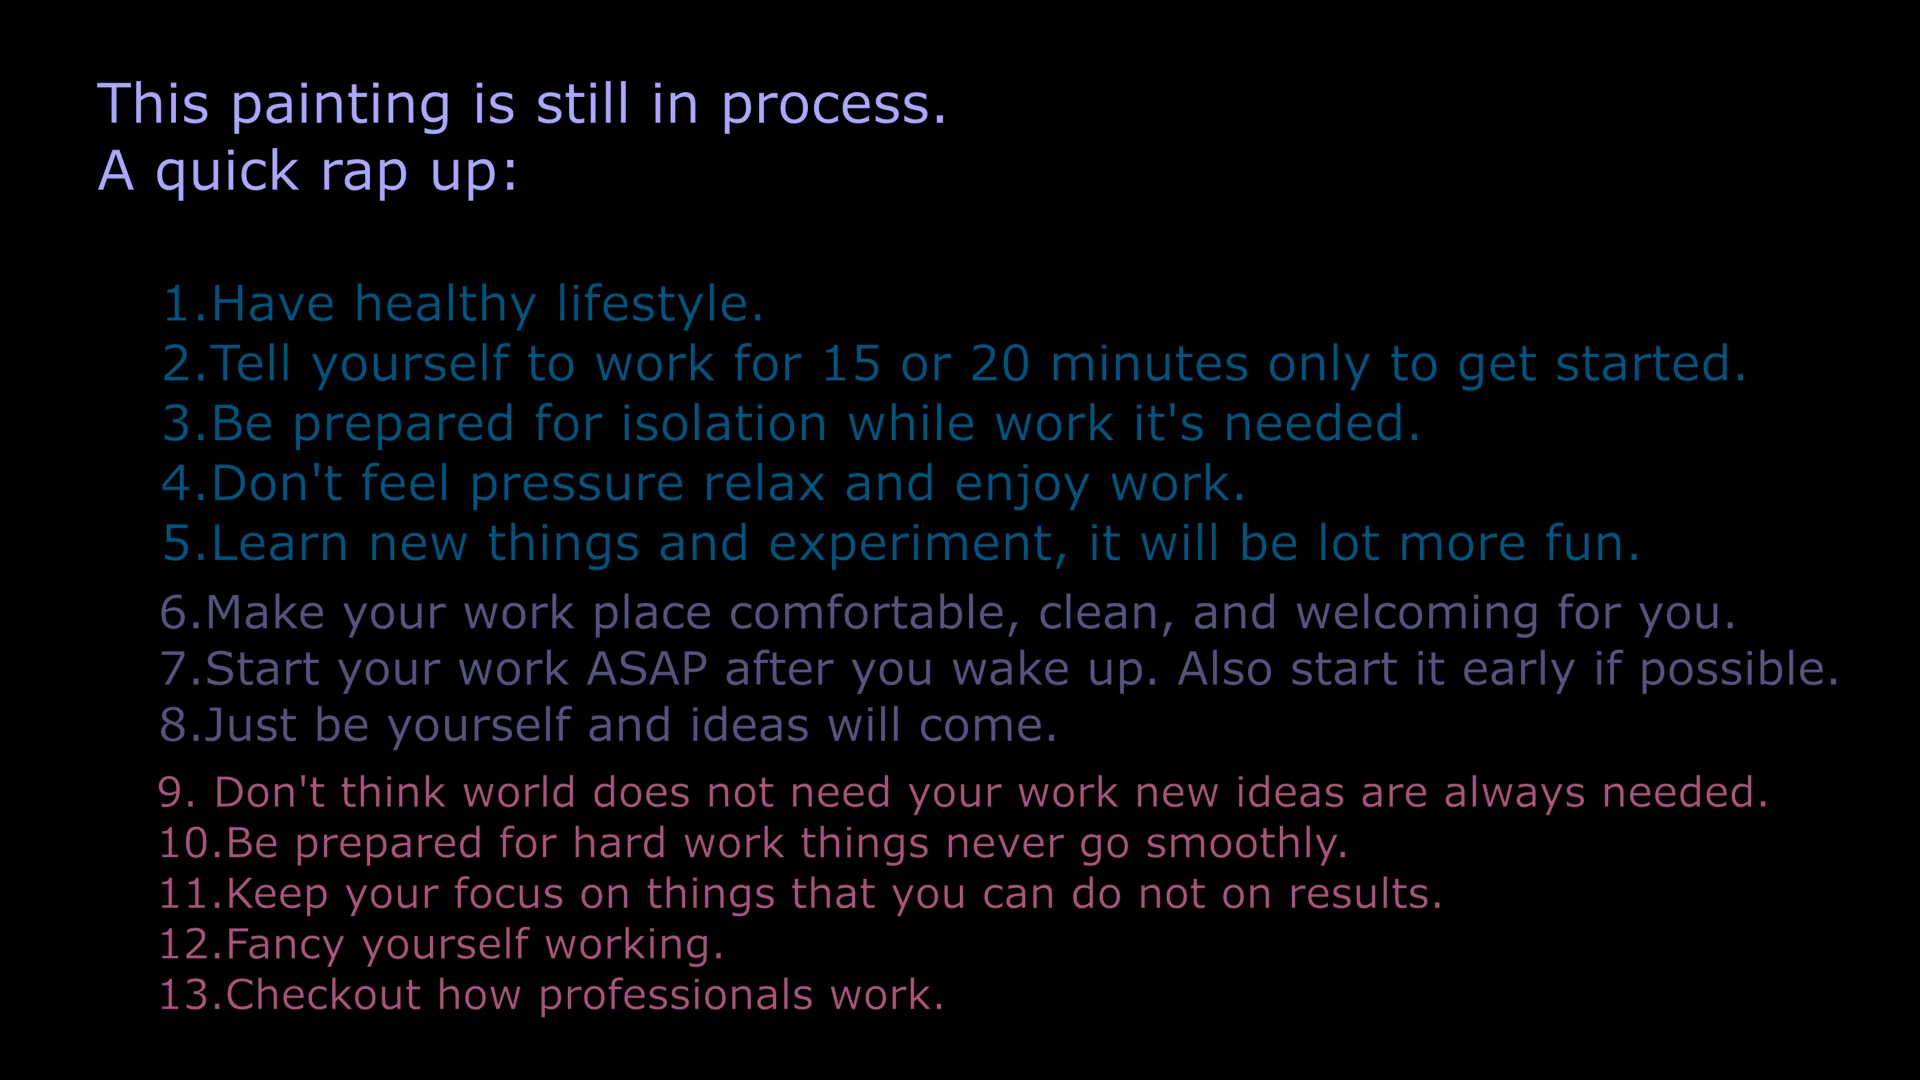 This painting is still in process.
A quick rap up:
1.Have healthy lifestyle.
2.Tell yourself to work for 15 or 20 minutes only to get started.
3.Be prepared for isolation while work it's needed.
4.Don't feel pressure relax and enjoy work.
5.Learn new things and experiment, it will be lot more fun.
6.Make your work place comfortable, clean, and welcoming for you.
7.Start your work ASAP after you wake up. Also start it early if possible.
8.Just be yourself and ideas will come.
9. Don't think world does not need your work new ideas are always needed.
10.Be prepared for hard work things never go smoothly.
11.Keep your focus on things that you can do not on results.
12.Fancy yourself working.
13.Checkout how professionals work.